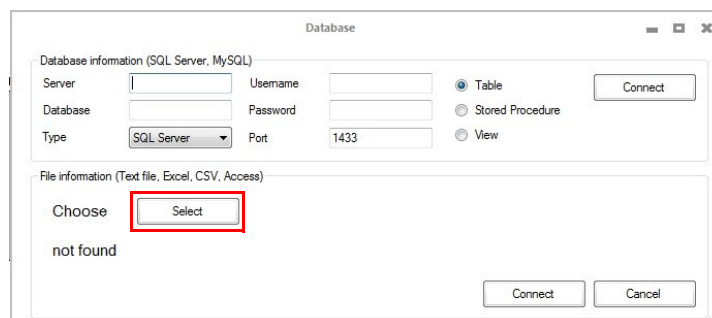 Database
Database information (SQL Server, MySQL)
Server Username Table Connect
Database Password Stored Procedure
Type SQL Server Port 1433 View
File information (Text file, Excel, CSV, Access)
Choose Select
not found
Connect Cancel